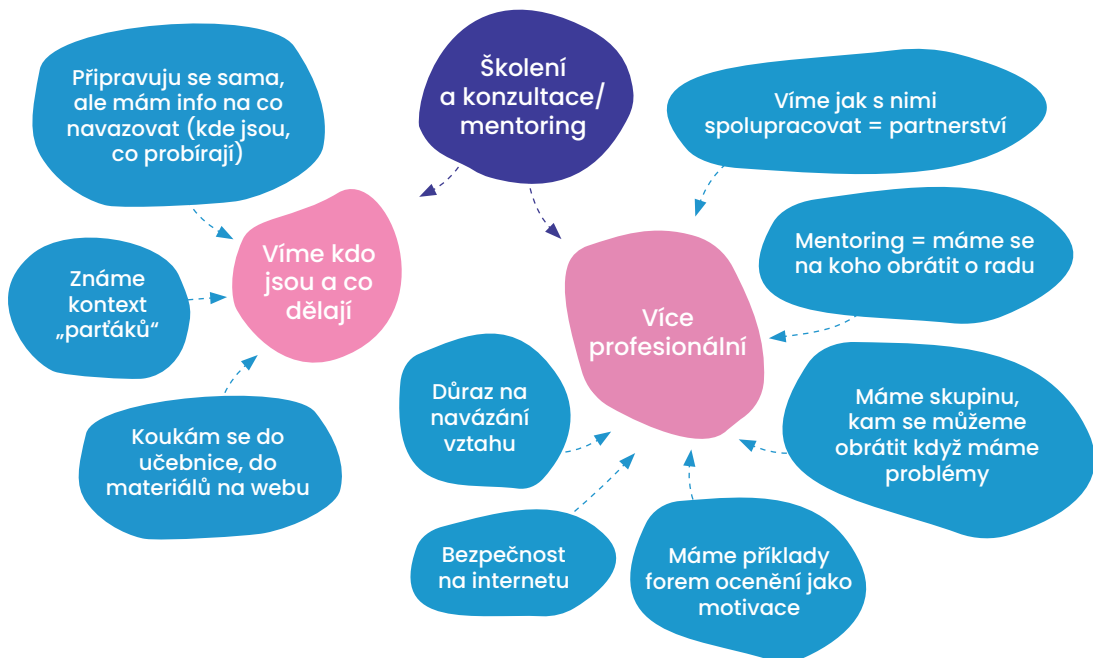 Připravuju se sama,
ale mám info na co
navazovat (kde jsou,
co probírají)
Školení
a konzultace/
mentoring
Víme jak s nimi
spolupracovat = partnerství
Víme kdo
jsou a co
dělají
Mentoring = máme se
na koho obrátit o radu
Známe
kontext
„parťáků“
Více
profesionální
Důraz na
navázání
vztahu
Máme skupinu,
kam se můžeme
obrátit když máme
problémy
Koukám se do
učebnice, do
materiálů na webu
Bezpečnost
na internetu
Máme příklady
forem ocenění jako
motivace